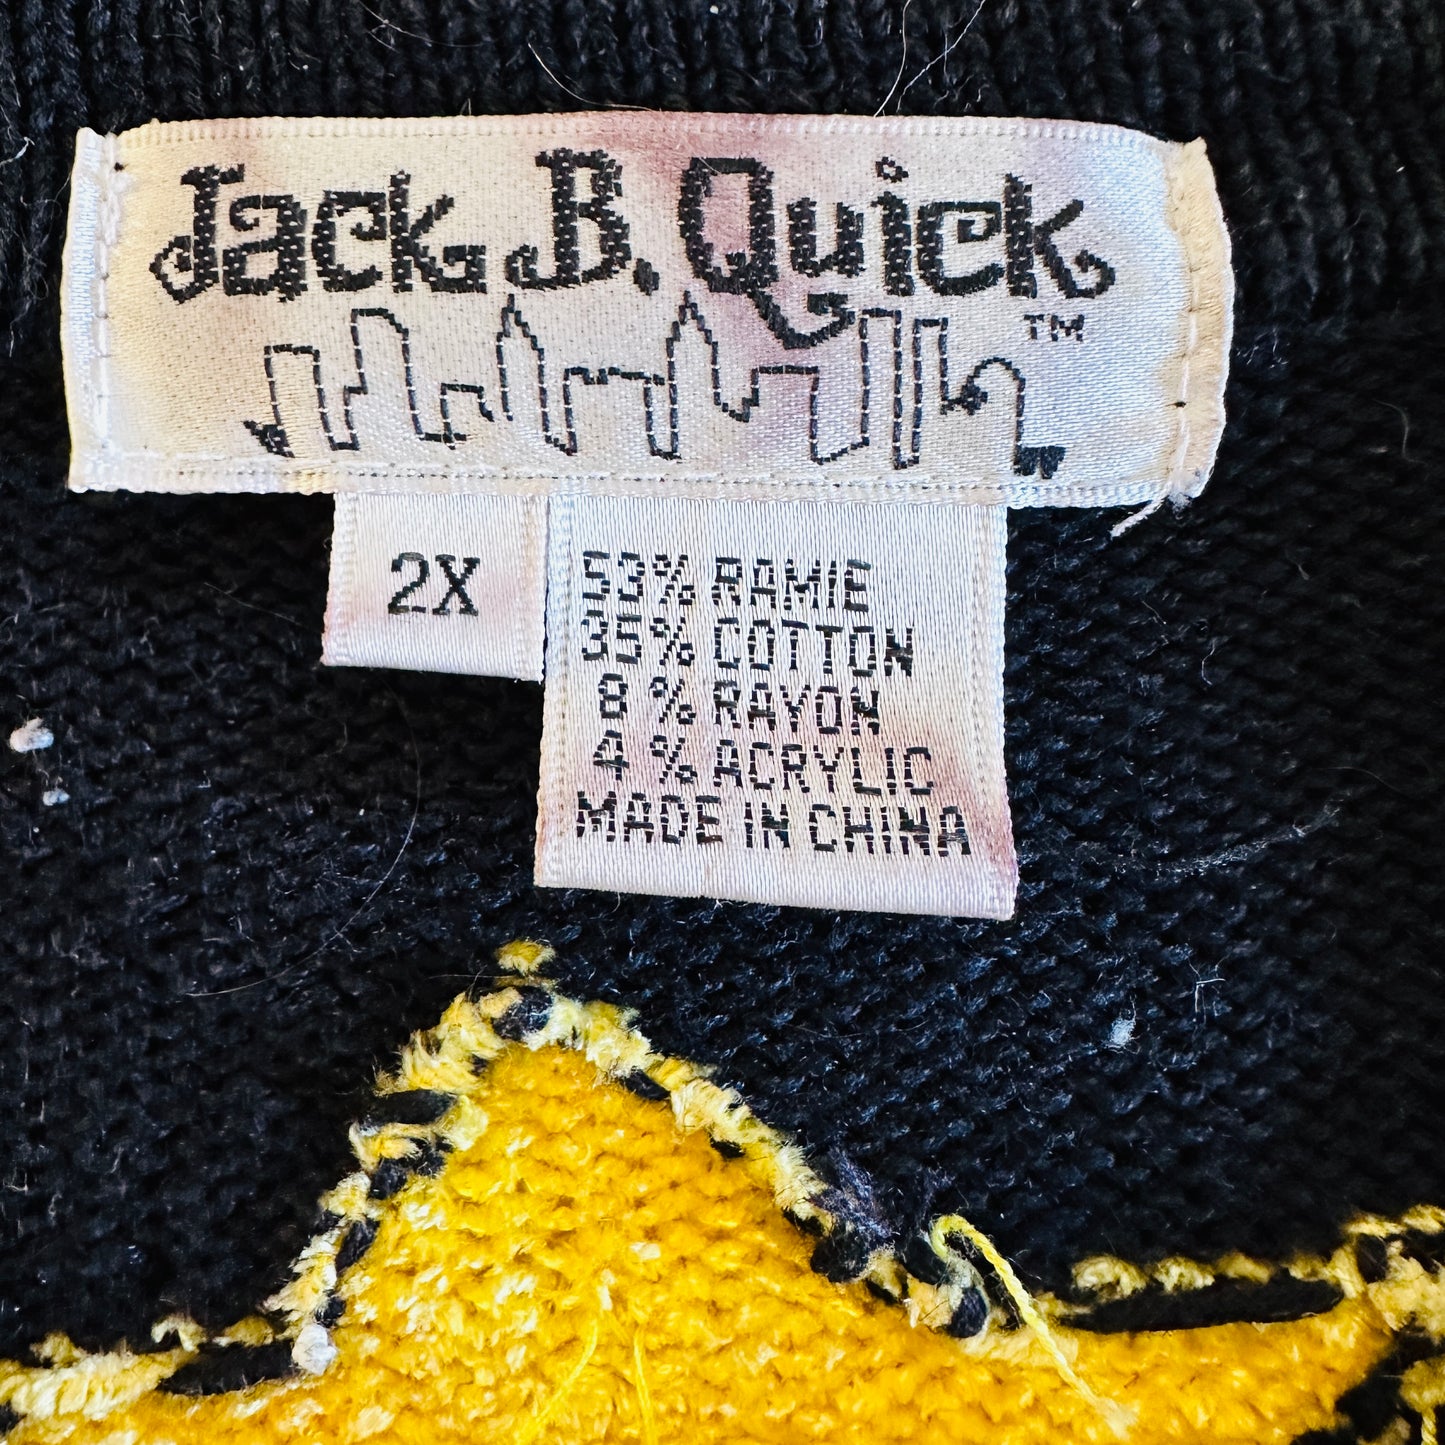 Jack B. Quick
TM
2X
53% RAMIE
35% COTTON
8 % RAYON
4 % ACRYLIC
MADE IN CHINA